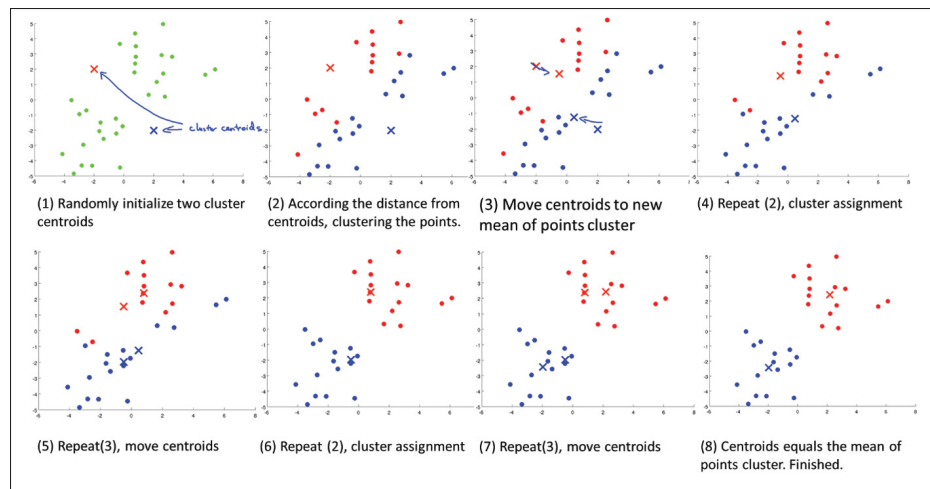 cluster centroids
(1) Randomly initialize two cluster
centroids
(2) According the distance from
centroids, clustering the points.
(3) Move centroids to new
mean of points cluster
(4) Repeat (2), cluster assignment
(5) Repeat(3), move centroids
(6) Repeat (2), cluster assignment
(7) Repeat(3), move centroids
(8) Centroids equals the mean of
points cluster. Finished.